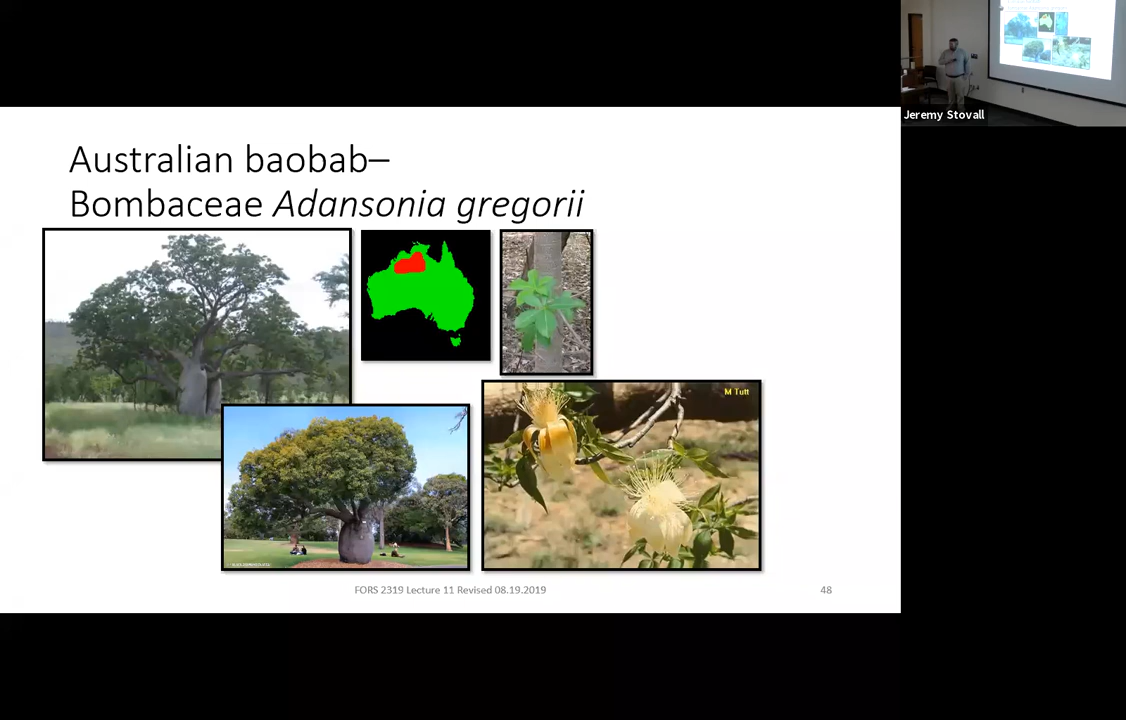 Jeremy Stovall
Australian baobab–
Bombaceae Adansonia gregorii
M Tutt
FORS 2319 Lecture 11 Revised 08.19.2019
48